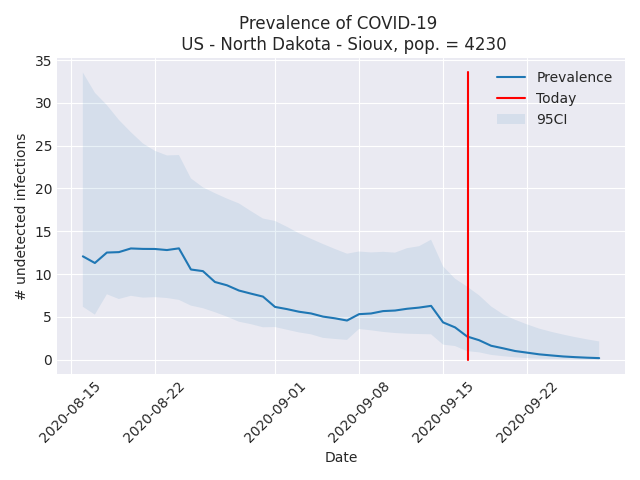 Prevalence of COVID-19
US - North Dakota - Sioux, pop. = 4230
35
30
25
20
15
10
5
0
# undetected infections
Prevalence
Today
95CI
2020-08-15
2020-08-22
2020-09-01
2020-09-08
2020-09-15
2020-09-22
Date